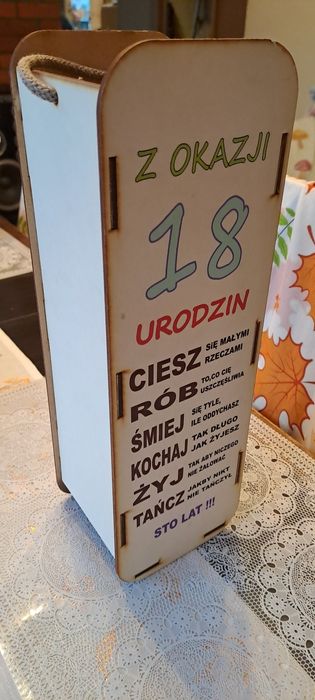 Z OKAZJI
18
URODZIN
CIESZ SIĘ MAŁYMI RZECZAMI
RÓB TO, CO CIĘ USZCZĘŚLIWIA
ŚMIEJ SIĘ TYLE, ILE ODDYCHASZ
KOCHAJ TAK DŁUGO JAK ŻYJESZ
ŻYJ TAK ABY NICZEGO NIE ŻAŁOWAĆ
TAŃCZ JAKBY NIKT NIE TAŃCZYŁ
STO LAT !!!